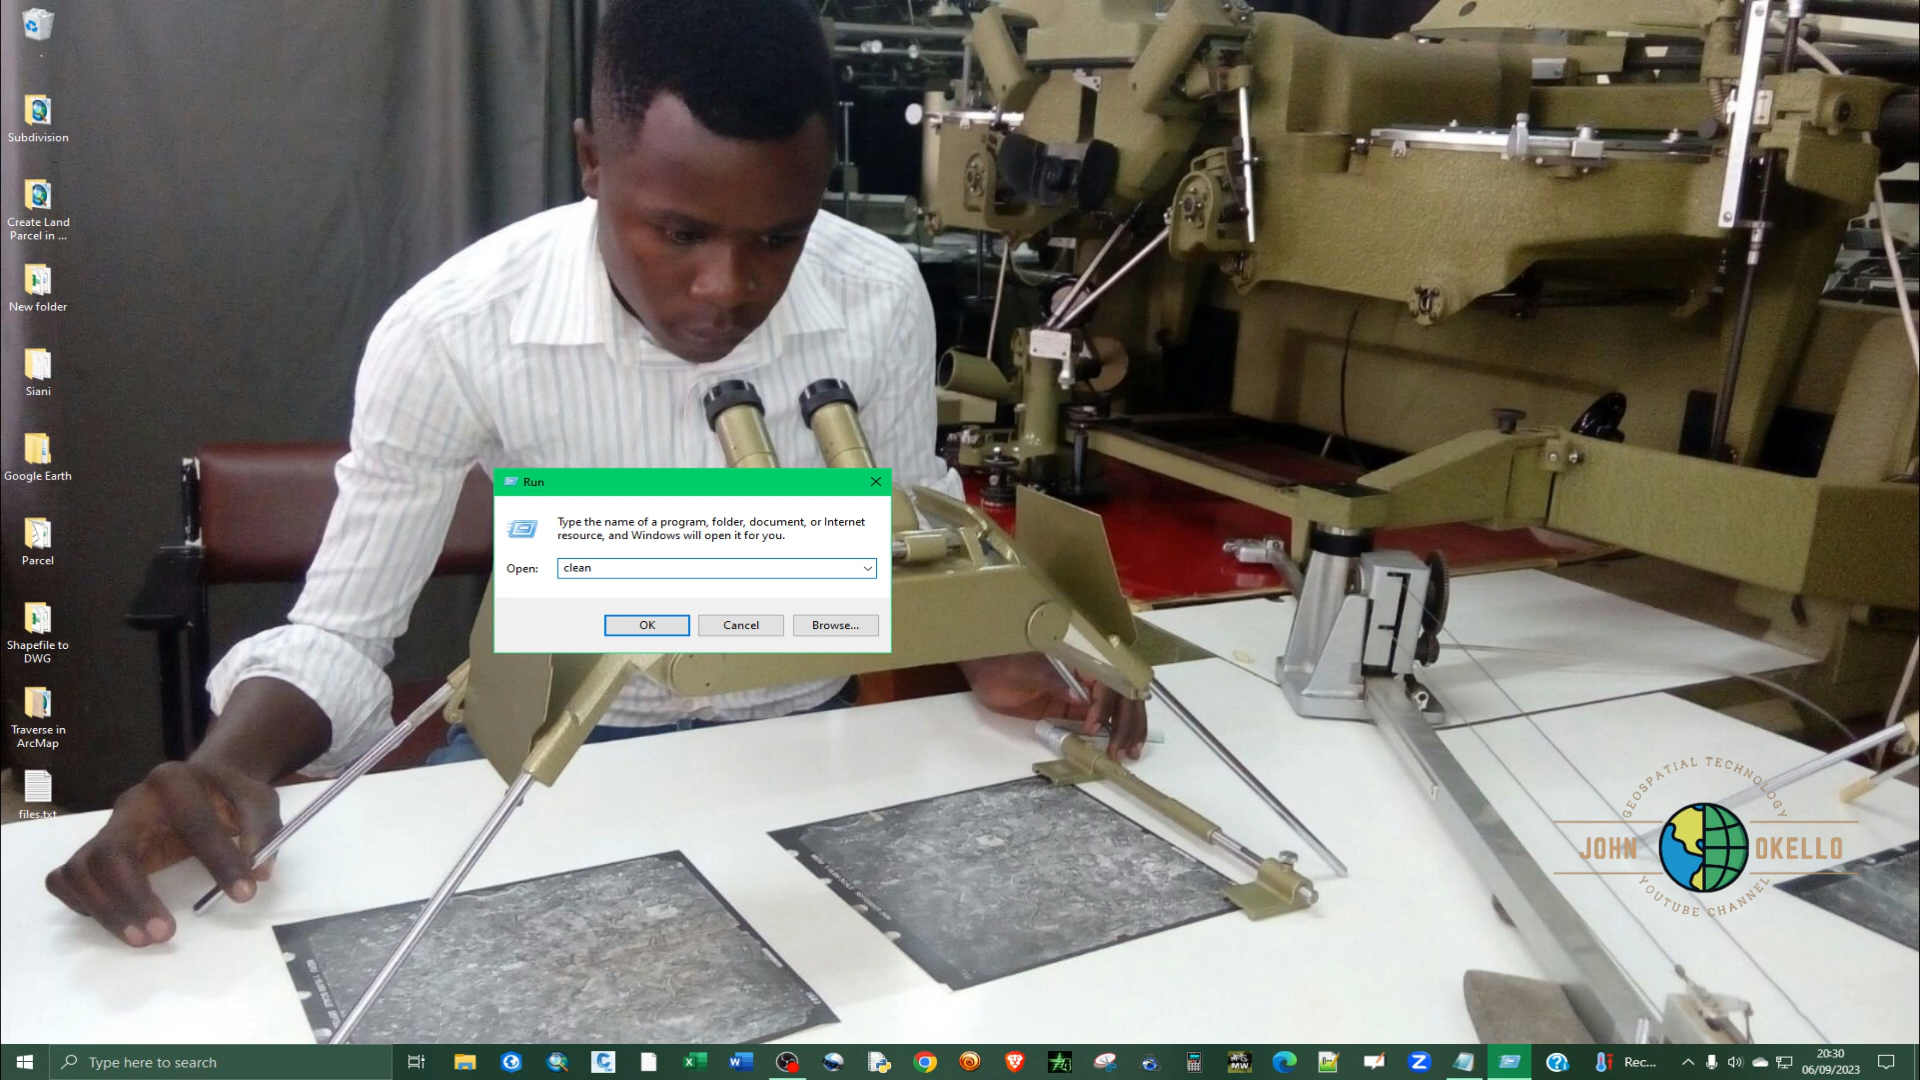 Subdivision
Create Land
Parcel in ...
New folder
Siani
Google Earth
Parcel
Shapefile to
DWG
Traverse in
ArcMap
files.txt
Run
Type the name of a program, folder, document, or Internet
resource, and Windows will open it for you.
Open:
clean
OK
Cancel
Browse...
GEOSPATIAL TECHNOLOGY
JOHN OKELLO
YOUTUBE CHANNEL
Type here to search
Rec...
20:30
06/09/2023